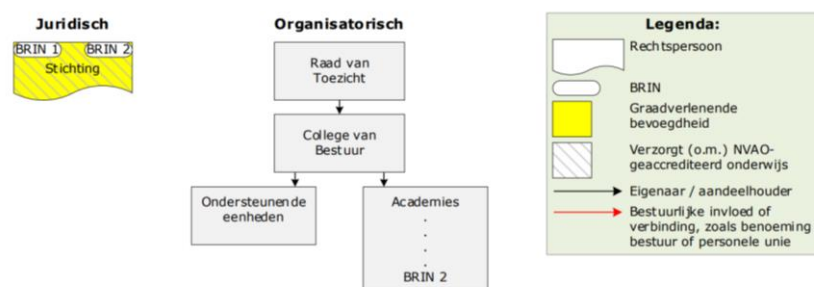 Juridisch
BRIN 1
BRIN 2
Stichting
Organisatorisch
Raad van
Toezicht
College van
Bestuur
Ondersteunende
eenheden
Academies
.
.
.
.
BRIN 2
Legenda:
Rechtspersoon
BRIN
Graadverlenende
bevoegdheid
Verzorgt (o.m.) NVAO-
geaccrediteerd onderwijs
Eigenaar / aandeelhouder
Bestuurlijke invloed of
verbinding, zoals benoeming
bestuur of personele unie